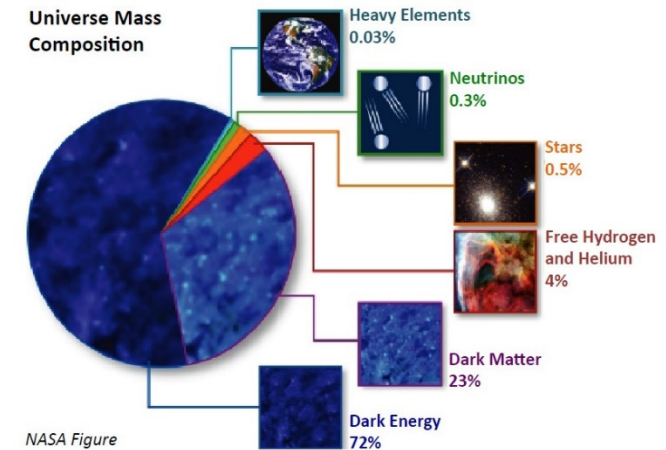 Universe Mass
Composition
Heavy Elements
0.03%
Neutrinos
0.3%
Stars
0.5%
Free Hydrogen
and Helium
4%
Dark Matter
23%
Dark Energy
72%
NASA Figure